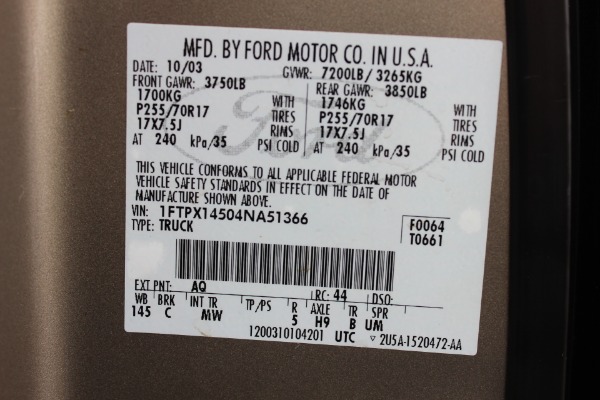 MFD. BY FORD MOTOR CO. IN U.S.A.
DATE: 10/03 GVWR: 7200LB/ 3265KG
FRONT GAWR: 3750LB REAR GAWR: 3850LB
1700KG WITH 1746KG WITH
P255/70R17 TIRES P255/70R17 TIRES
17X7.5J RIMS 17X7.5J RIMS
AT 240 kPa/35 PSI COLD AT 240 kPa/35 PSI COLD
Ford
THIS VEHICLE CONFORMS TO ALL APPLICABLE FEDERAL MOTOR
VEHICLE SAFETY STANDARDS IN EFFECT ON THE DATE OF
MANUFACTURE SHOWN ABOVE.
VIN: 1FTPX14504NA51366 F0064
TYPE: TRUCK T0661
EXT PNT: AQ RC: 44 DSO:
WB BRK INT TR TP/PS R AXLE TR SPR
145 C MW 5 H9 B UM
1200310104201 UTC ▽ 2U5A-1520472-AA